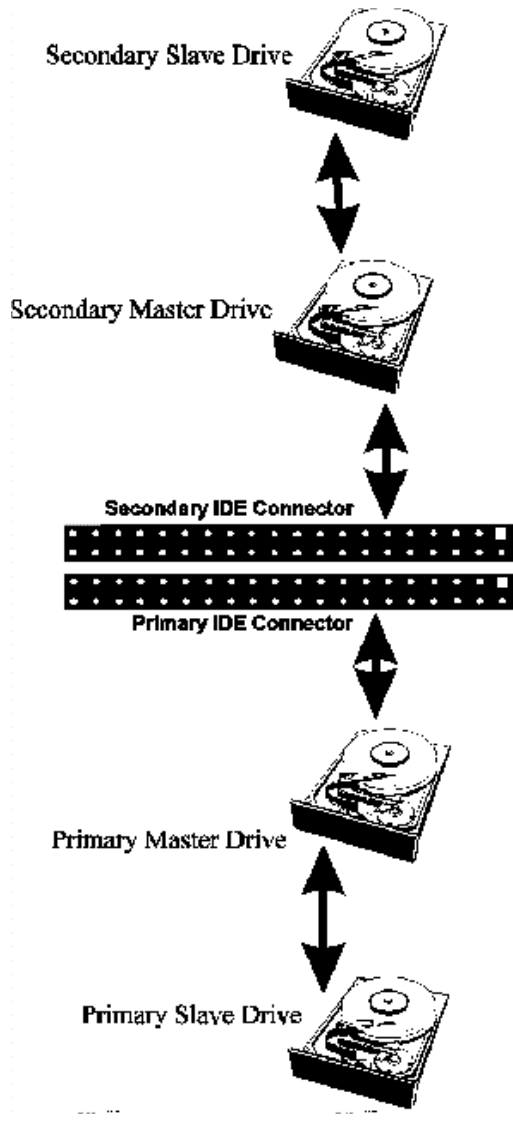 Secondary Slave Drive
Secondary Master Drive
Secondary IDE Connector
Primary IDE Connector
Primary Master Drive
Primary Slave Drive